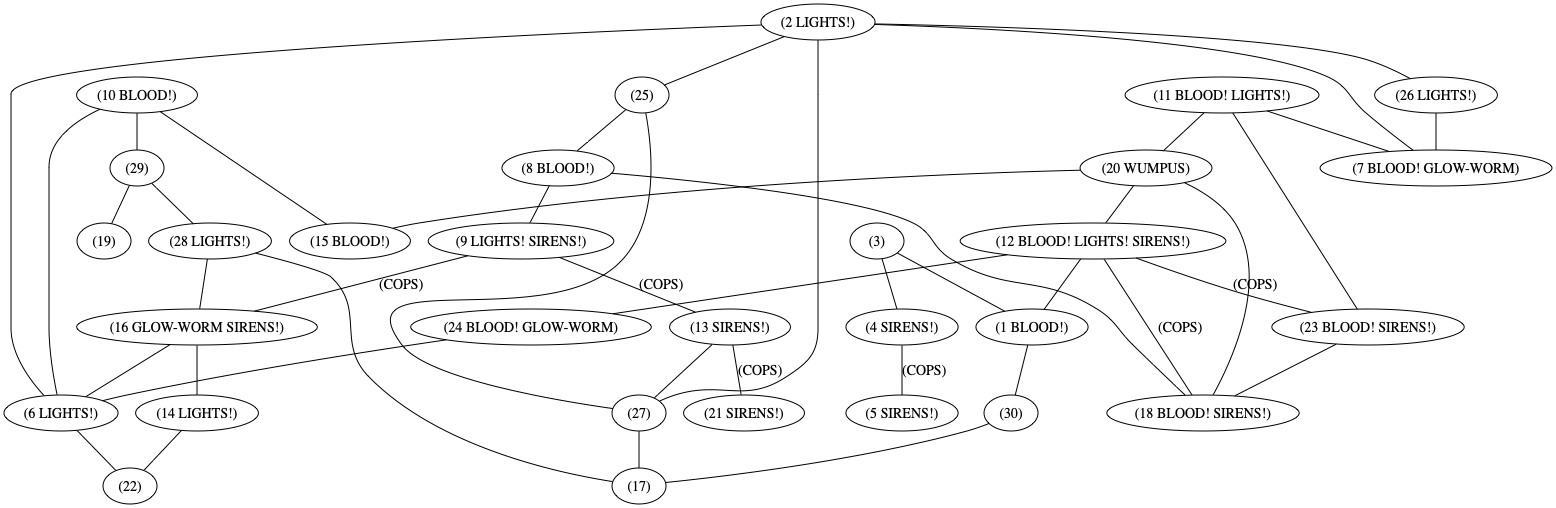 (2 LIGHTS!)
(10 BLOOD!)
(25)
(11 BLOOD! LIGHTS!)
(26 LIGHTS!)
(29)
(8 BLOOD!)
(20 WUMPUS)
(7 BLOOD! GLOW-WORM)
(19)
(28 LIGHTS!)
(15 BLOOD!)
(9 LIGHTS! SIRENS!)
(3)
(12 BLOOD! LIGHTS! SIRENS!)
(COPS)
(COPS)
(COPS)
(16 GLOW-WORM SIRENS!)
(24 BLOOD! GLOW-WORM)
(13 SIRENS!)
(4 SIRENS!)
(1 BLOOD!)
(COPS)
(23 BLOOD! SIRENS!)
(COPS)
(COPS)
(6 LIGHTS!)
(14 LIGHTS!)
(27)
(21 SIRENS!)
(5 SIRENS!)
(30)
(18 BLOOD! SIRENS!)
(22)
(17)